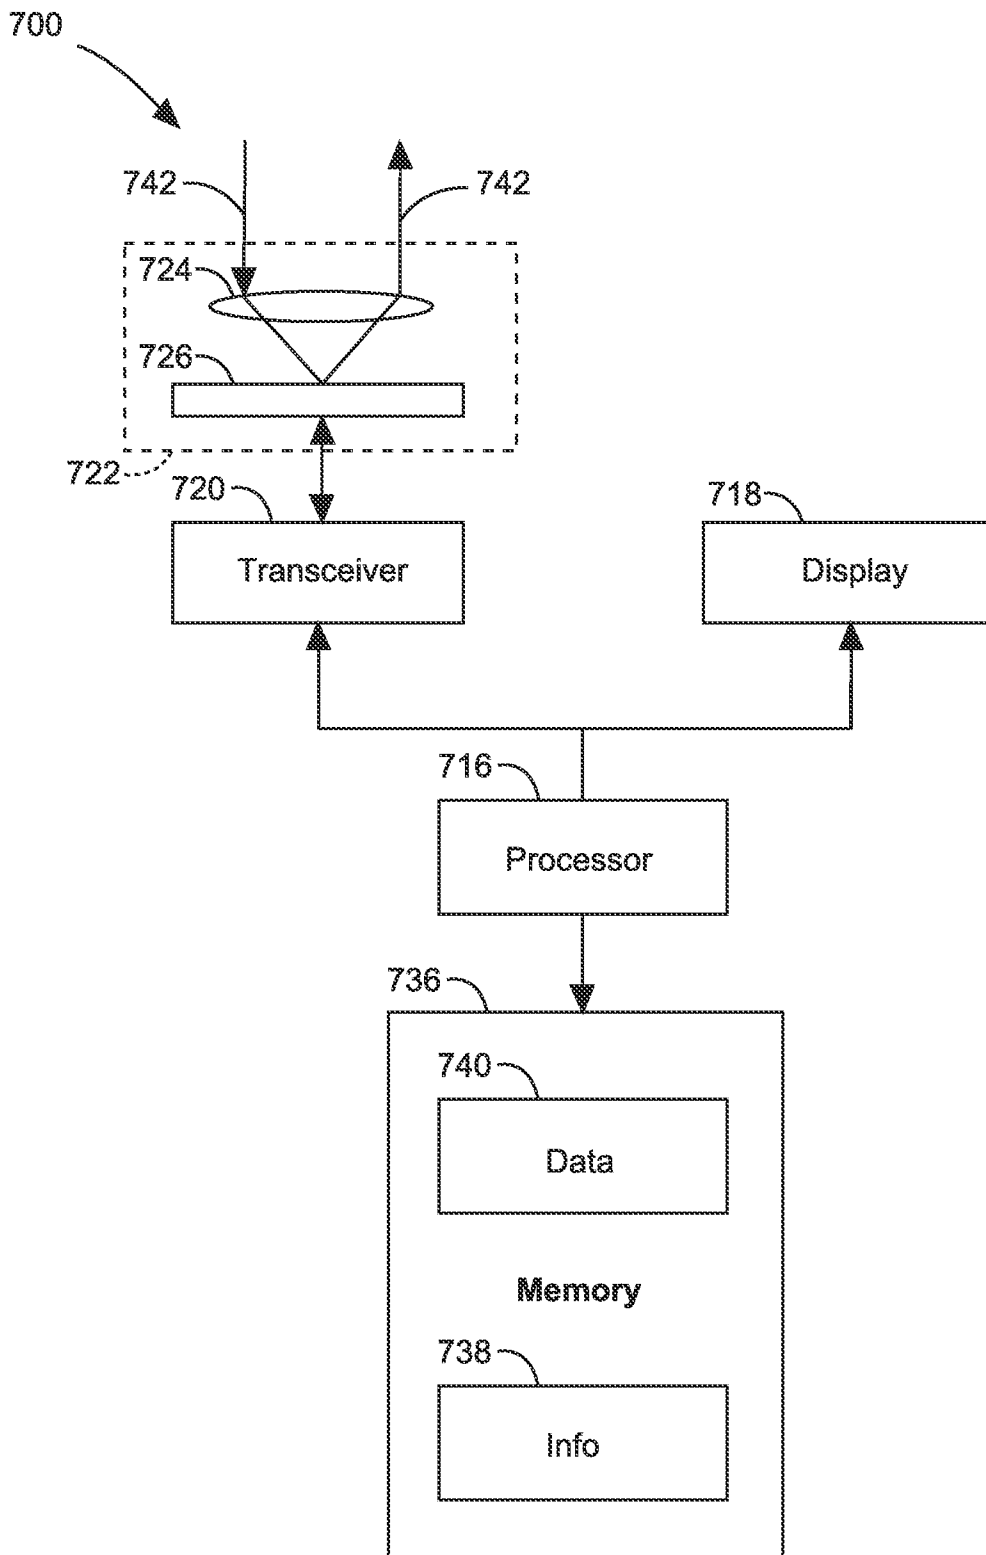 700
742
742
724
726
722
720
Transceiver
718
Display
716
Processor
736
740
Data
Memory
738
Info